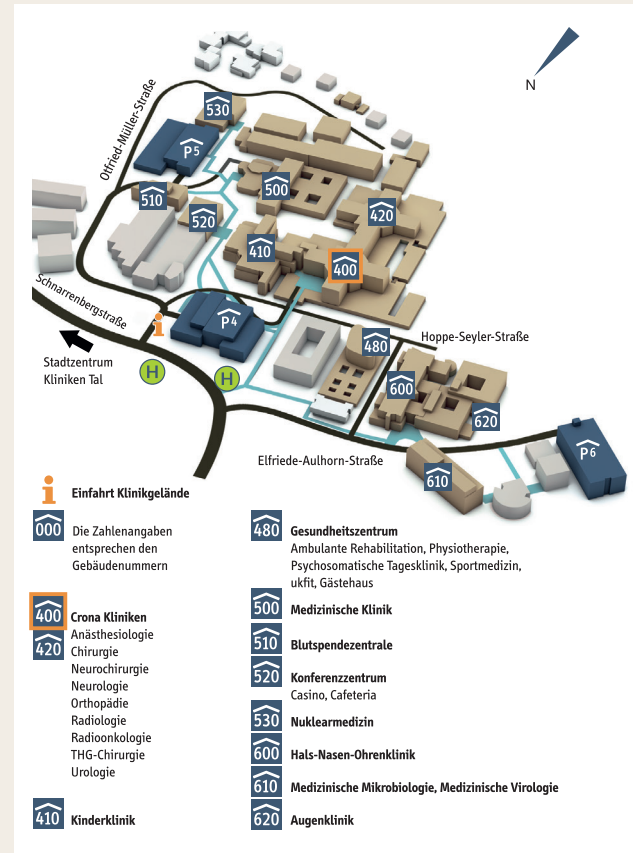 N
Otfried-Müller-Straße
530
P5
510
500
520
420
410
400
Schnarrenbergstraße
i
P4
480
Hoppe-Seyler-Straße
Stadtzentrum
Kliniken Tal
H
H
600
620
P6
Elfriede-Aulhorn-Straße
610
i Einfahrt Klinikgelände
000 Die Zahlenangaben
entsprechen den
Gebäudenummern
400 Crona Kliniken
420 Anästhesiologie
Chirurgie
Neurochirurgie
Neurologie
Orthopädie
Radiologie
Radioonkologie
THG-Chirurgie
Urologie
410 Kinderklinik
480 Gesundheitszentrum
Ambulante Rehabilitation, Physiotherapie,
Psychosomatische Tagesklinik, Sportmedizin,
ukfit, Gästehaus
500 Medizinische Klinik
510 Blutspendezentrale
520 Konferenzzentrum
Casino, Cafeteria
530 Nuklearmedizin
600 Hals-Nasen-Ohrenklinik
610 Medizinische Mikrobiologie, Medizinische Virologie
620 Augenklinik